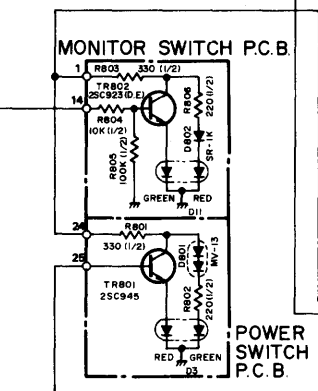 MONITOR SWITCH P.C.B.
1
R803
330 (1/2)
TR802
2SC923(D,E)
14
R804
10K(1/2)
R805
100K(1/2)
R806
220(1/2)
D802
SR-1K
GREEN
RED
D11
24
R801
330 (1/2)
25
TR801
2SC945
D801
MV-13
R802
220(1/2)
RED
GREEN
D3
POWER
SWITCH
P.C.B.